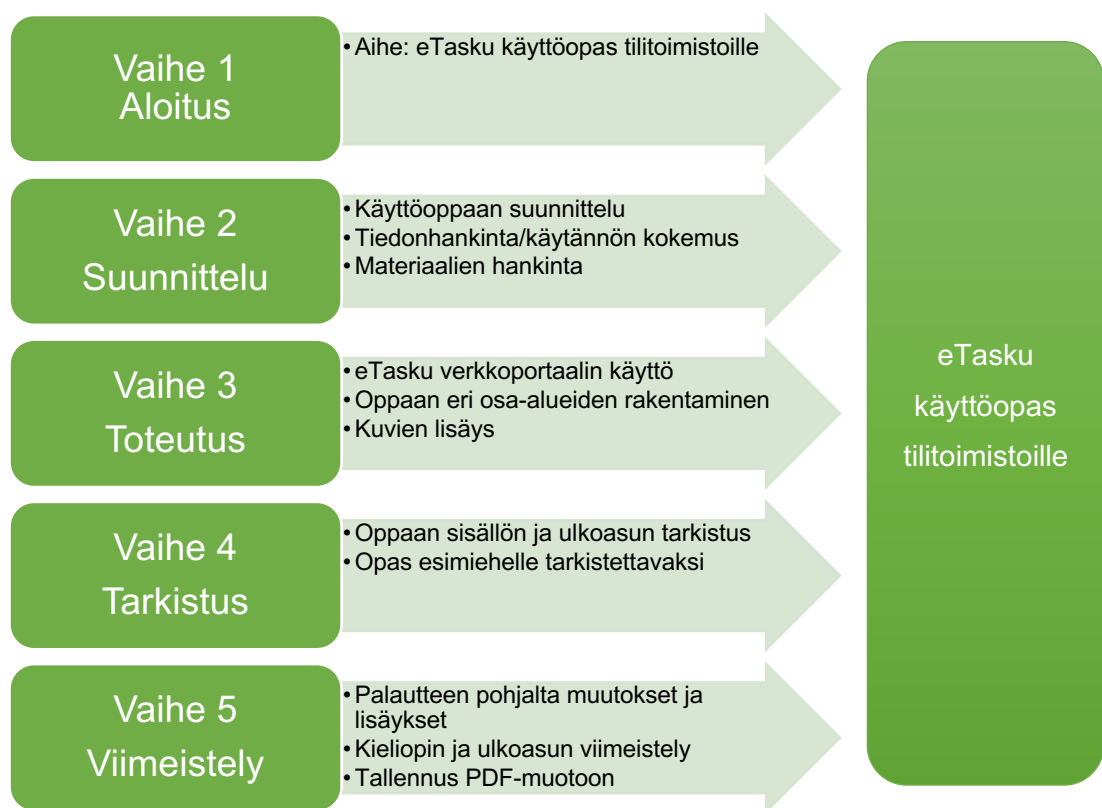 Vaihe 1
Aloitus
• Aihe: eTasku käyttöopas tilitoimistoille
Vaihe 2
Suunnittelu
• Käyttöoppaan suunnittelu
• Tiedonhankinta/käytännön kokemus
• Materiaalien hankinta
Vaihe 3
Toteutus
• eTasku verkkoportaalin käyttö
• Oppaan eri osa-alueiden rakentaminen
• Kuvien lisäys
Vaihe 4
Tarkistus
• Oppaan sisällön ja ulkoasun tarkistus
• Opas esimiehelle tarkistettavaksi
Vaihe 5
Viimeistely
• Palautteen pohjalta muutokset ja
lisäykset
• Kieliopin ja ulkoasun viimeistely
• Tallennus PDF-muotoon
eTasku
käyttöopas
tilitoimistoille